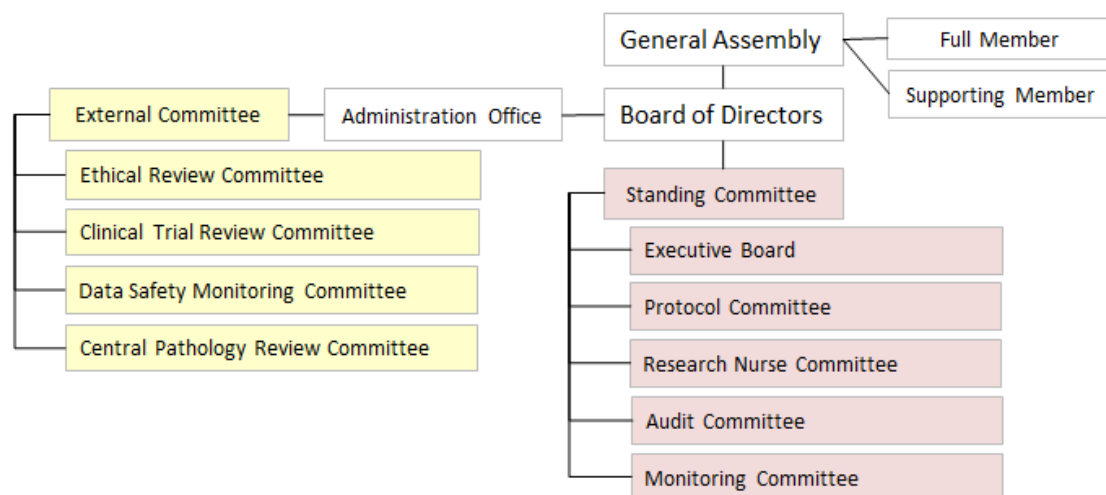 General Assembly
Full Member
Supporting Member
External Committee
Administration Office
Board of Directors
Ethical Review Committee
Clinical Trial Review Committee
Data Safety Monitoring Committee
Central Pathology Review Committee
Standing Committee
Executive Board
Protocol Committee
Research Nurse Committee
Audit Committee
Monitoring Committee